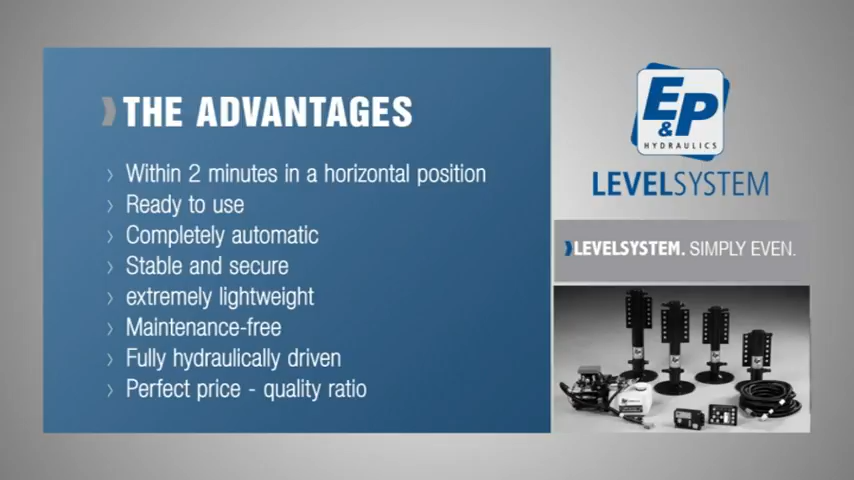 THE ADVANTAGES
› Within 2 minutes in a horizontal position
› Ready to use
› Completely automatic
› Stable and secure
› extremely lightweight
› Maintenance-free
› Fully hydraulically driven
› Perfect price - quality ratio
E&P
HYDRAULICS
LEVELSYSTEM
LEVELSYSTEM. SIMPLY EVEN.